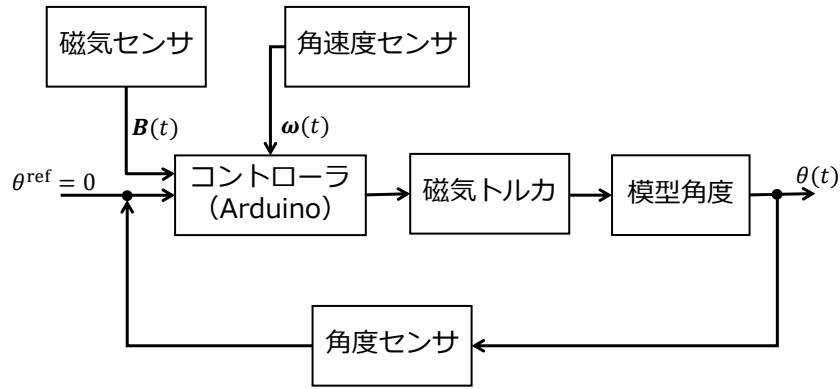 磁気センサ
角速度センサ
B(t)
ω(t)
θ^ref = 0
コントローラ
（Arduino）
磁気トルカ
模型角度
θ(t)
角度センサ